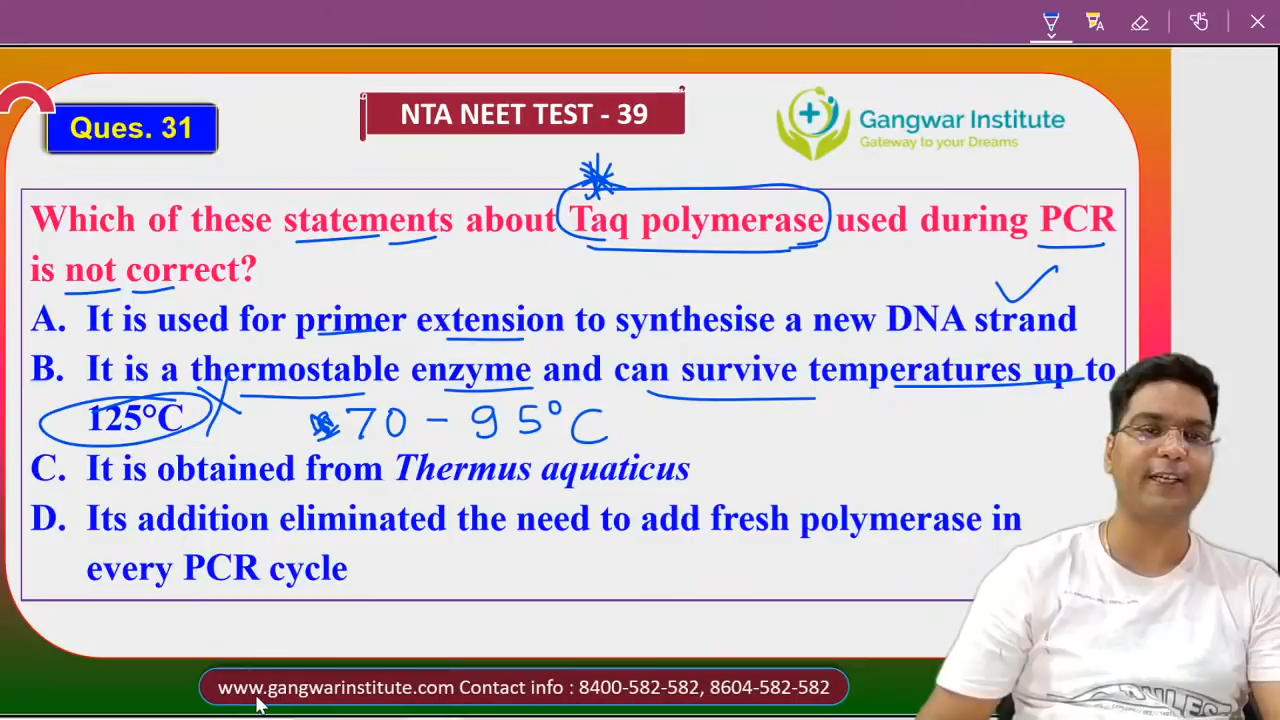 Ques. 31
NTA NEET TEST - 39
Gangwar Institute
Gateway to your Dreams
Which of these statements about Taq polymerase used during PCR
is not correct?
A. It is used for primer extension to synthesise a new DNA strand
B. It is a thermostable enzyme and can survive temperatures up to
125°C 70 - 95°C
C. It is obtained from Thermus aquaticus
D. Its addition eliminated the need to add fresh polymerase in
every PCR cycle
www.gangwarinstitute.com Contact info : 8400-582-582, 8604-582-582